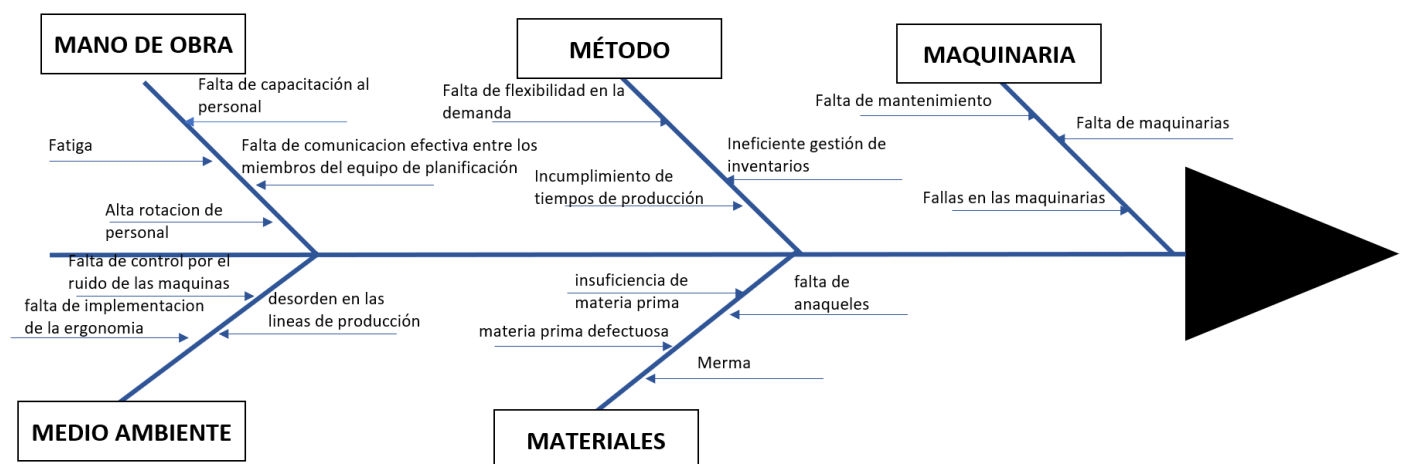 MANO DE OBRA
MÉTODO
MAQUINARIA
Falta de capacitación al
personal
Fatiga
Falta de comunicacion efectiva entre los
miembros del equipo de planificación
Alta rotacion de
personal
Falta de flexibilidad en la
demanda
Ineficiente gestión de
inventarios
Incumplimiento de
tiempos de producción
Falta de mantenimiento
Falta de maquinarias
Fallas en las maquinarias
Falta de control por el
ruido de las maquinas
falta de implementacion
de la ergonomia
desorden en las
lineas de producción
insuficiencia de
materia prima
falta de
anaqueles
materia prima defectuosa
Merma
MEDIO AMBIENTE
MATERIALES